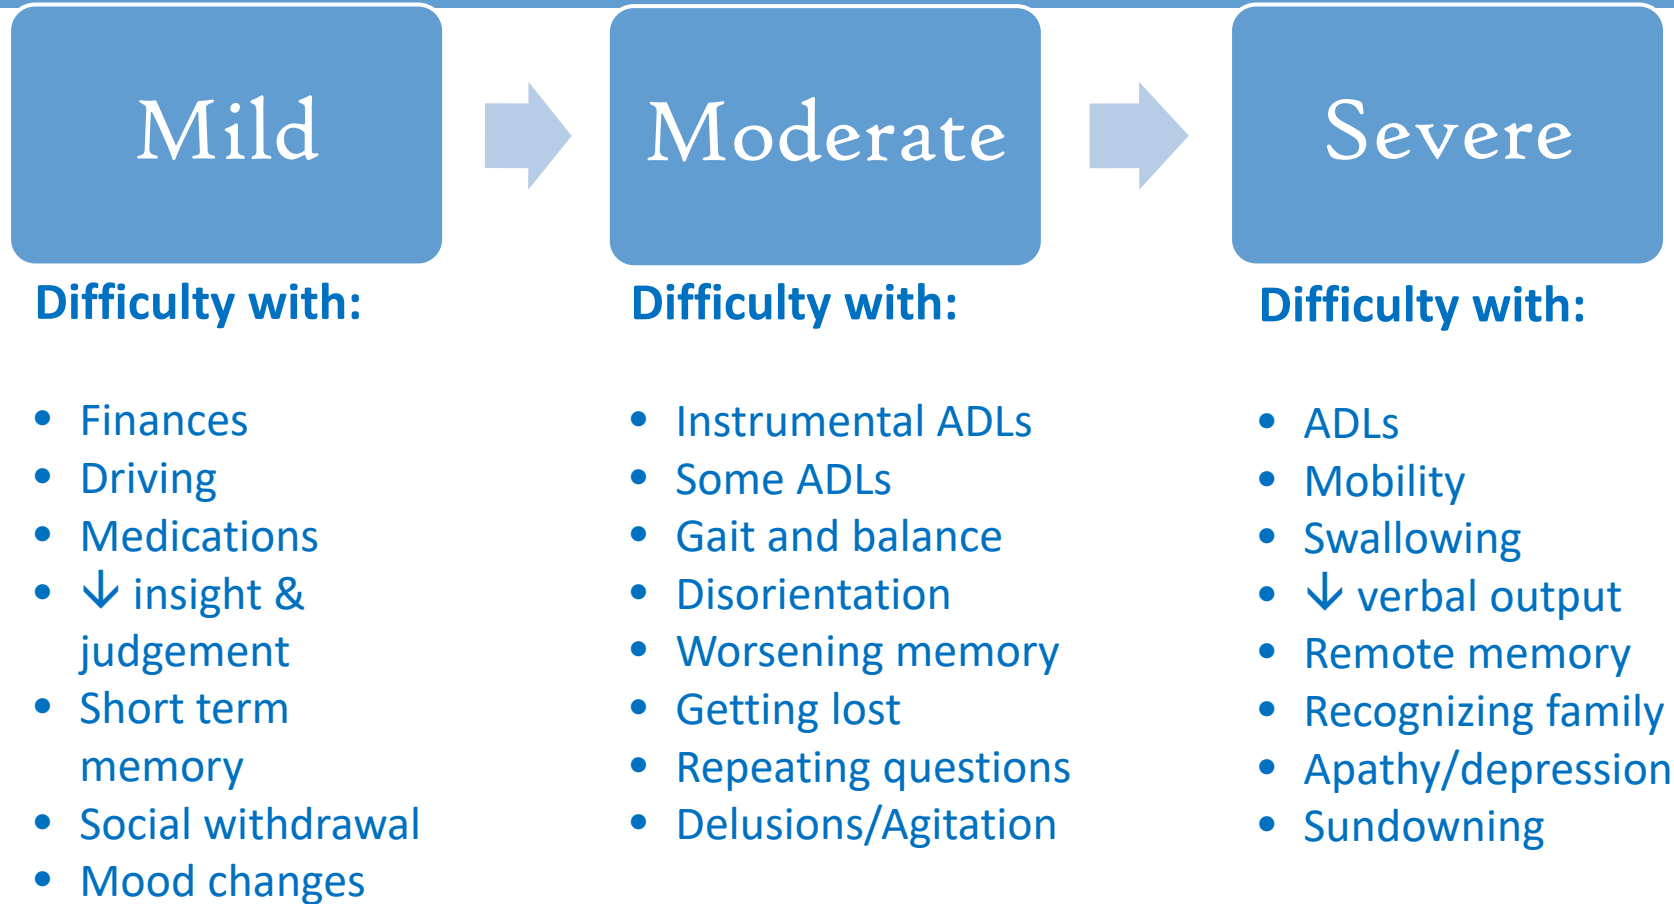 Mild
Difficulty with:
• Finances
• Driving
• Medications
• ↓ insight &
judgement
• Short term
memory
• Social withdrawal
• Mood changes
Moderate
Difficulty with:
• Instrumental ADLs
• Some ADLs
• Gait and balance
• Disorientation
• Worsening memory
• Getting lost
• Repeating questions
• Delusions/Agitation
Severe
Difficulty with:
• ADLs
• Mobility
• Swallowing
• ↓ verbal output
• Remote memory
• Recognizing family
• Apathy/depression
• Sundowning